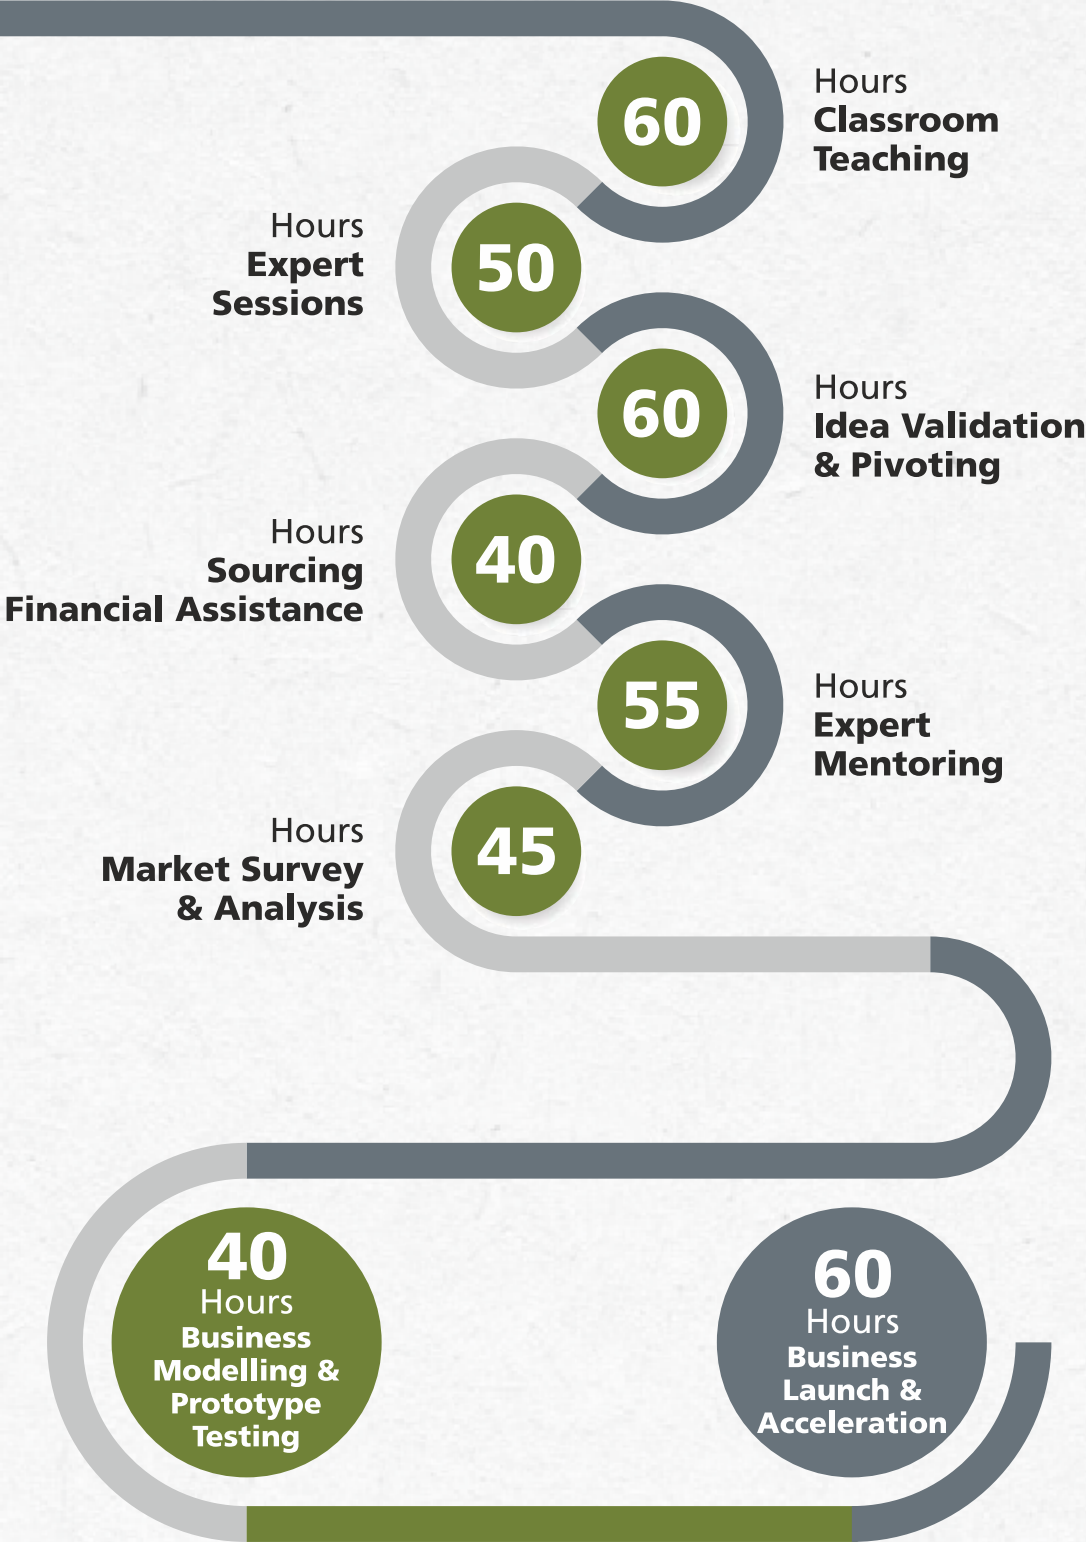 60
Hours
Classroom
Teaching
50
Hours
Expert
Sessions
60
Hours
Idea Validation
& Pivoting
40
Hours
Sourcing
Financial Assistance
55
Hours
Expert
Mentoring
45
Hours
Market Survey
& Analysis
40
Hours
Business
Modelling &
Prototype
Testing
60
Hours
Business
Launch &
Acceleration